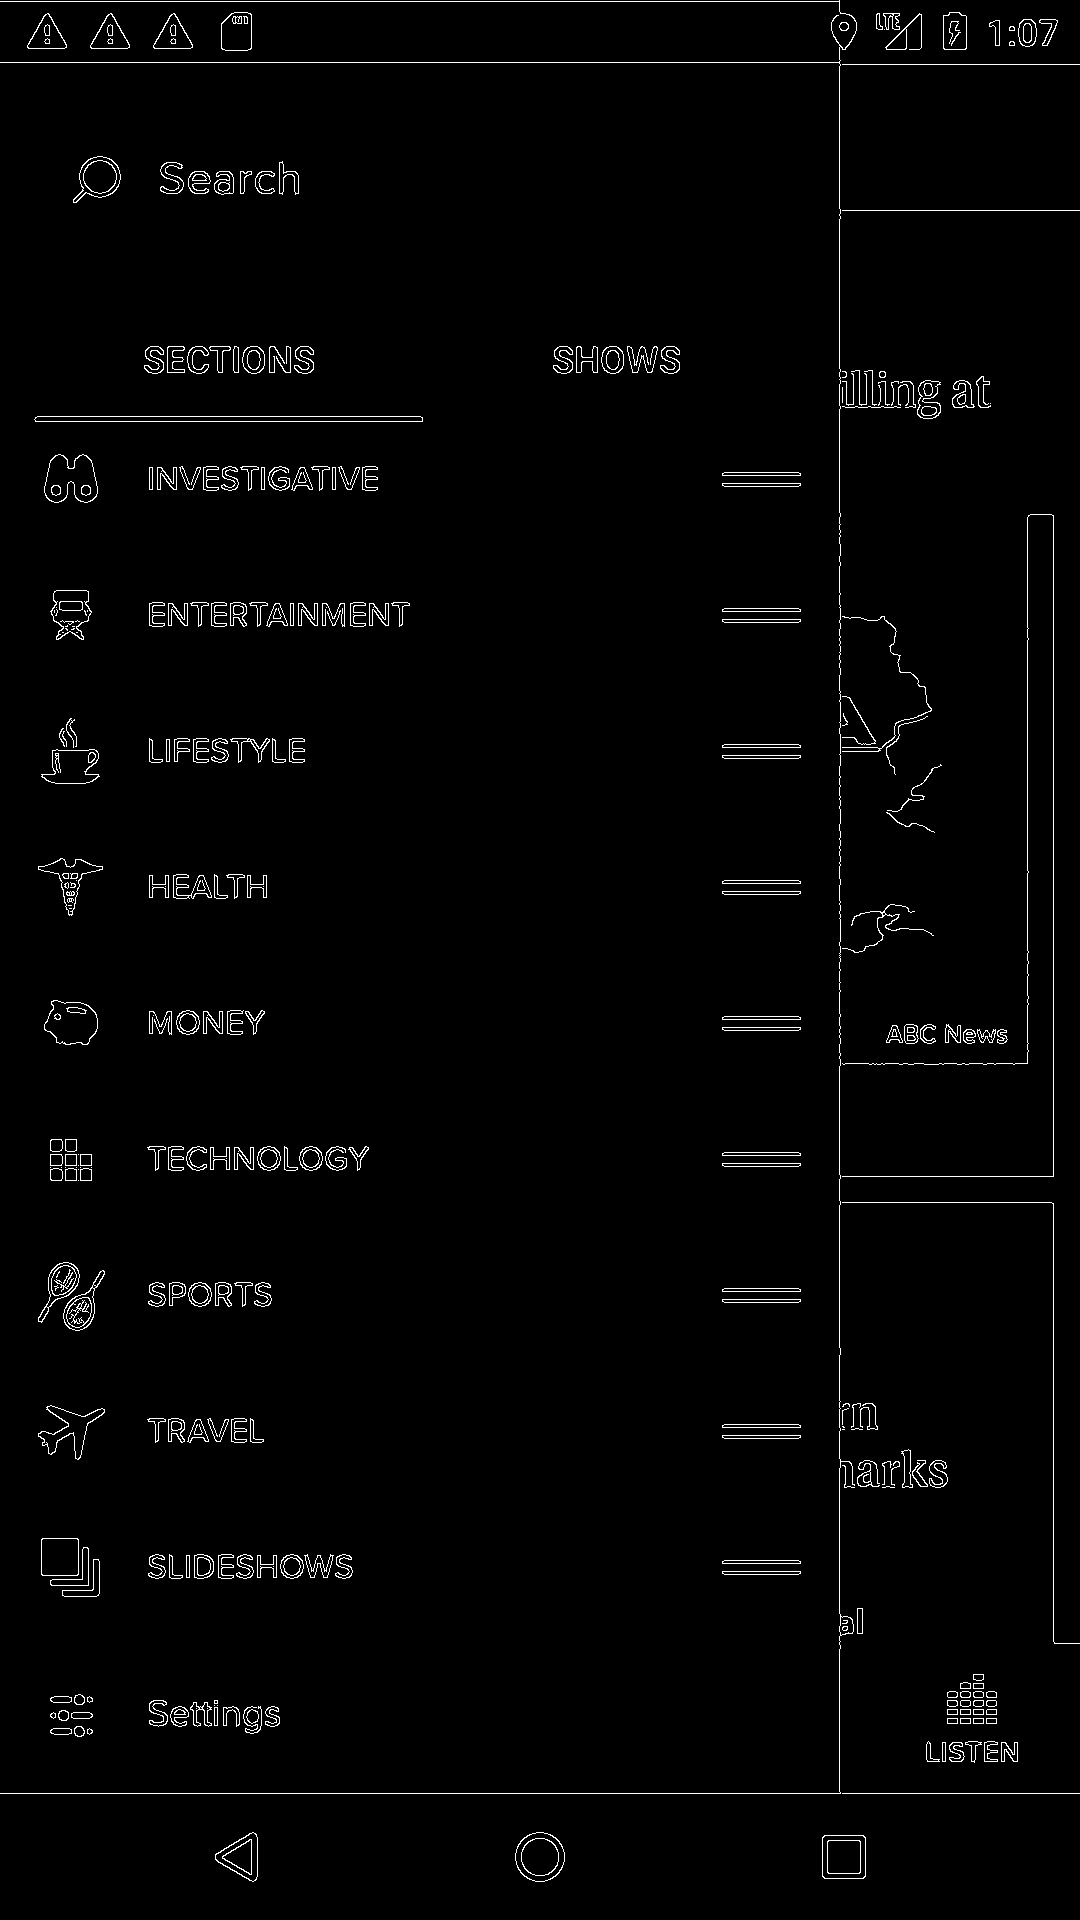 LTE 1:07
Search
SECTIONS SHOWS
illing at
INVESTIGATIVE
ENTERTAINMENT
LIFESTYLE
HEALTH
MONEY
ABC News
TECHNOLOGY
SPORTS
TRAVEL
rn
narks
SLIDESHOWS
al
Settings
LISTEN